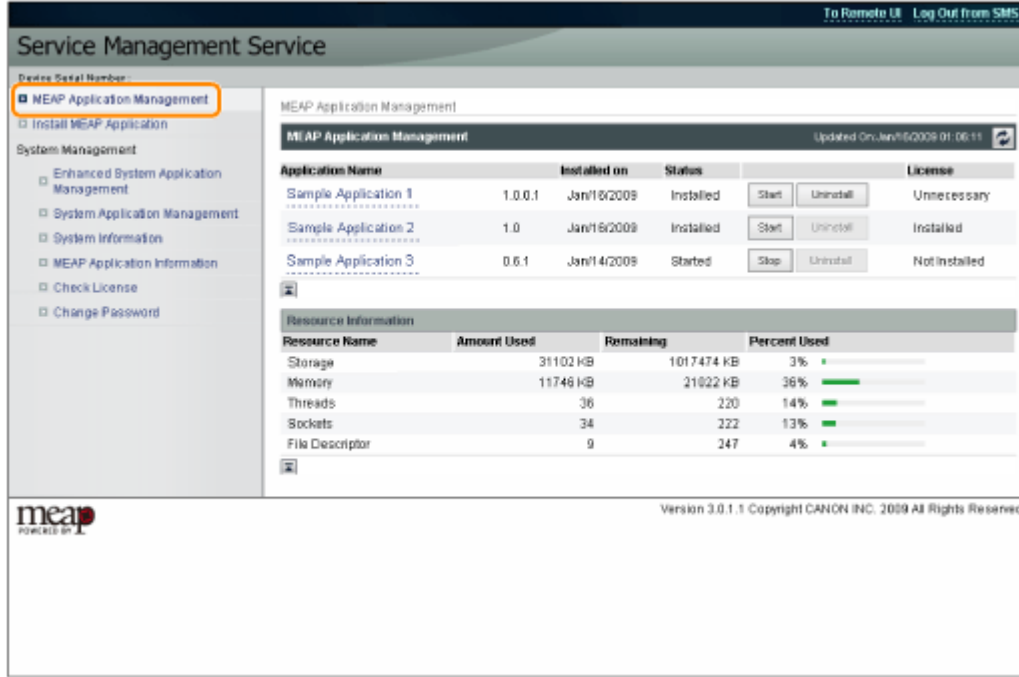 To Remote UI Log Out from SMS
Service Management Service
Device Serial Number:
MEAP Application Management
Install MEAP Application
System Management
Enhanced System Application
Management
System Application Management
System Information
MEAP Application Information
Check License
Change Password
MEAP Application Management
MEAP Application Management Updated On:Jan/16/2009 01:06:11
Application Name Installed on Status License
Sample Application 1 1.0.0.1 Jan/16/2009 Installed Start Uninstall Unnecessary
Sample Application 2 1.0 Jan/16/2009 Installed Start Uninstall Installed
Sample Application 3 0.6.1 Jan/14/2009 Started Stop Uninstall Not Installed
Resource Information
Resource Name Amount Used Remaining Percent Used
Storage 31102 KB 1017474 KB 3%
Memory 11746 KB 21022 KB 36%
Threads 36 220 14%
Sockets 34 222 13%
File Descriptor 9 247 4%
meap
POWERED BY
Version 3.0.1.1 Copyright CANON INC. 2009 All Rights Reserved